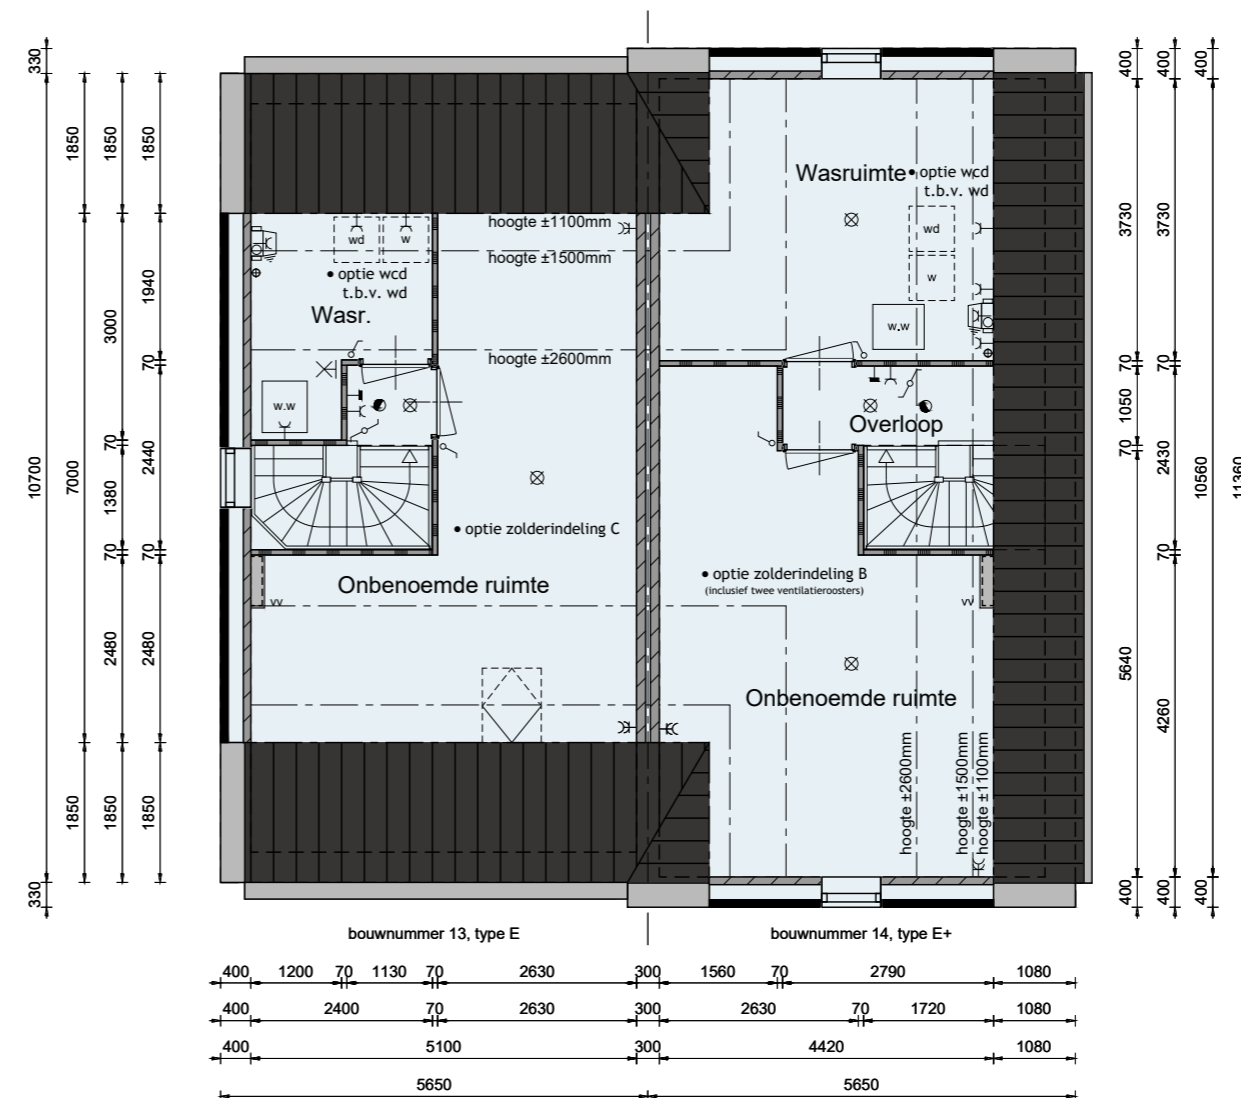 330
10700
330
1850
7000
1850
1850
3000
70
1380
70
2480
1850
1850
1940
70
2440
70
2480
1850
hoogte ±1100mm
hoogte ±1500mm
hoogte ±2600mm
wd
w
• optie wcd
t.b.v. wd
Wasr.
w.w
• optie zolderindeling C
Onbenoemde ruimte
vv
Wasruimte
• optie wcd
t.b.v. wd
wd
w
w.w
Overloop
• optie zolderindeling B
(inclusief twee ventilatieroosters)
vv
Onbenoemde ruimte
hoogte ±2600mm
hoogte ±1500mm
hoogte ±1100mm
400
3730
70
1050
70
5640
400
400
3730
70
2430
70
4260
400
400
10560
400
11360
bouwnummer 13, type E
bouwnummer 14, type E+
400 1200 70 1130 70 2630 300 1560 70 2790 1080
400 2400 70 2630 300 2630 70 1720 1080
400 5100 300 4420 1080
5650 5650